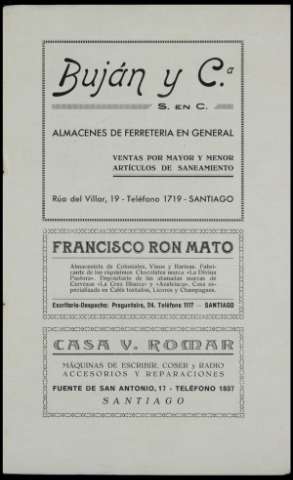 Buján y C.ª
S. EN C.
ALMACENES DE FERRETERIA EN GENERAL
VENTAS POR MAYOR Y MENOR
ARTÍCULOS DE SANEAMIENTO
Rúa del Villar, 19 - Teléfono 1719 - SANTIAGO
FRANCISCO RON MATO
Almacenista de Coloniales, Vinos y Harinas. Fabri-
cante de los exquisitos Chocolates marca «La Divina
Pastora». Depositario de las afamadas marcas de
Cervezas «La Cruz Blanca» y Casa es-
pecializada en Cafés tostados, Licores y Champagnes.
Escritorio-Despacho: Preguntoiro, 24. Teléfono 1117 — SANTIAGO
CASA V. ROMAR
MÁQUINAS DE ESCRIBIR, COSER y RADIO
ACCESORIOS Y REPARACIONES
FUENTE DE SAN ANTONIO, 17 - TELÉFONO 1887
SANTIAGO